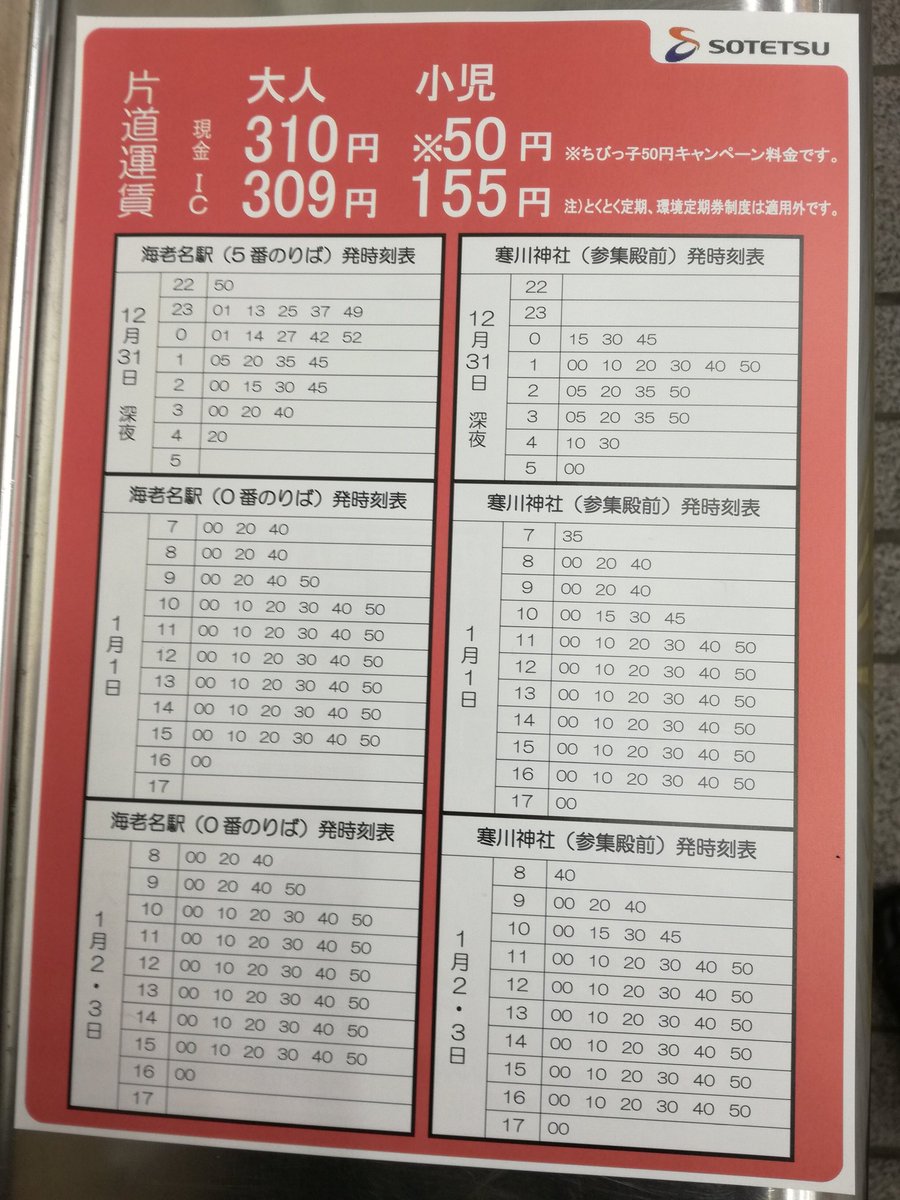 SOTETSU
片道運賃
大人 小児
現金 310円 ※50円 ※ちびっ子50円キャンペーン料金です。
IC 309円 155円 注）とくとく定期、環境定期券制度は適用外です。
海老名駅（5番のりば）発時刻表
12月31日 深夜
22 50
23 01 13 25 37 49
0 01 14 27 42 52
1 05 20 35 45
2 00 15 30 45
3 00 20 40
4 20
5
寒川神社（参集殿前）発時刻表
12月31日 深夜
22
23
0 15 30 45
1 00 10 20 30 40 50
2 05 20 35 50
3 05 20 35 50
4 10 30
5 00
海老名駅（0番のりば）発時刻表
1月1日
7 00 20 40
8 00 20 40
9 00 20 40 50
10 00 10 20 30 40 50
11 00 10 20 30 40 50
12 00 10 20 30 40 50
13 00 10 20 30 40 50
14 00 10 20 30 40 50
15 00 10 20 30 40 50
16 00
17
寒川神社（参集殿前）発時刻表
1月1日
7 35
8 00 20 40
9 00 20 40
10 00 15 30 45
11 00 10 20 30 40 50
12 00 10 20 30 40 50
13 00 10 20 30 40 50
14 00 10 20 30 40 50
15 00 10 20 30 40 50
16 00 10 20 30 40 50
17 00
海老名駅（0番のりば）発時刻表
1月2・3日
8 00 20 40
9 00 20 40 50
10 00 10 20 30 40 50
11 00 10 20 30 40 50
12 00 10 20 30 40 50
13 00 10 20 30 40 50
14 00 10 20 30 40 50
15 00 10 20 30 40 50
16 00
17
寒川神社（参集殿前）発時刻表
1月2・3日
8 40
9 00 20 40
10 00 15 30 45
11 00 10 20 30 40 50
12 00 10 20 30 40 50
13 00 10 20 30 40 50
14 00 10 20 30 40 50
15 00 10 20 30 40 50
16 00 10 20 30 40 50
17 00